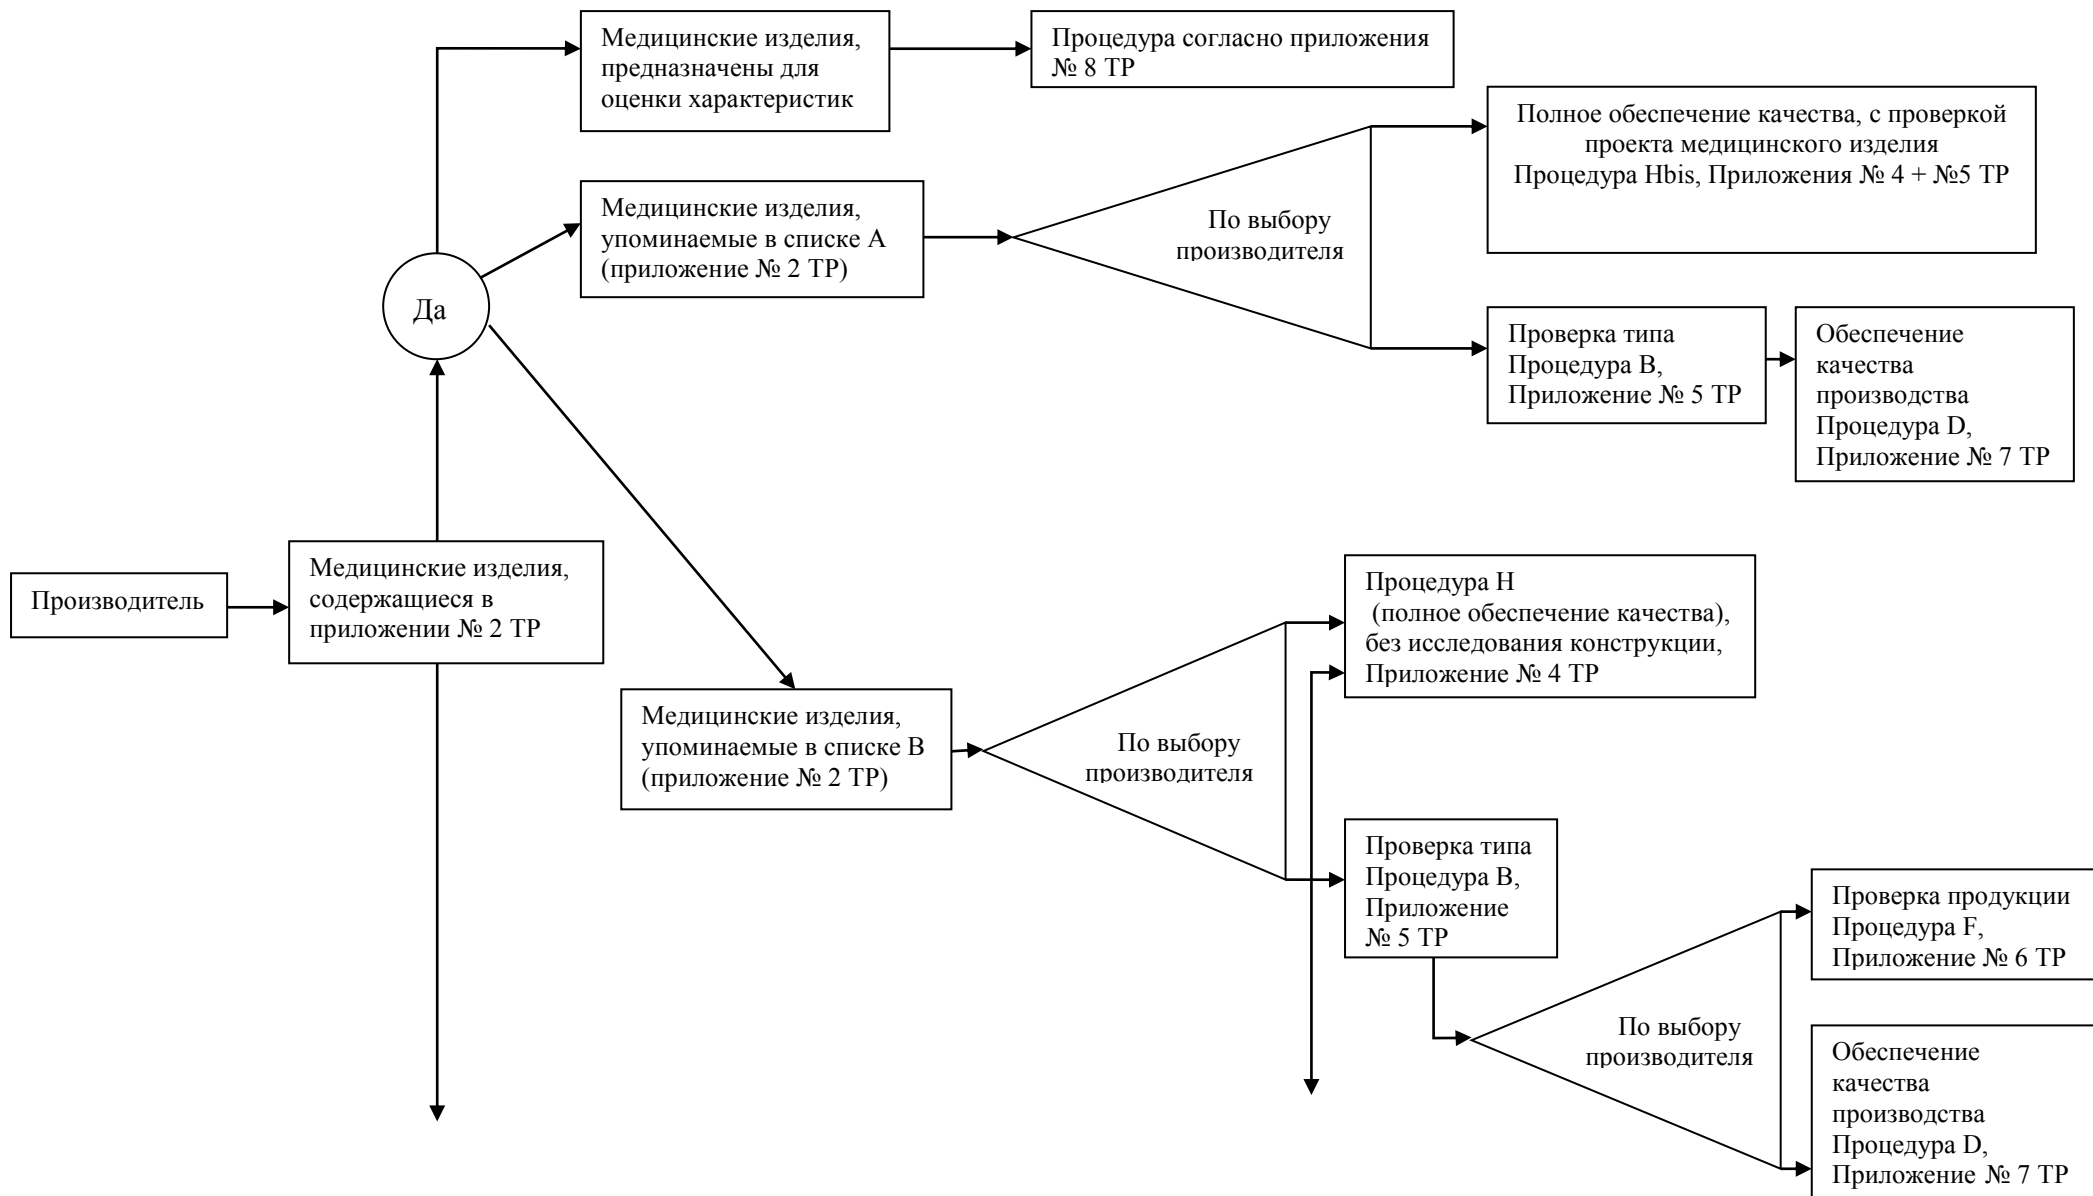 Медицинские изделия,
предназначены для
оценки характеристик
Процедура согласно приложения
№ 8 ТР
Полное обеспечение качества, с проверкой
проекта медицинского изделия
Процедура Hbis, Приложения № 4 + №5 ТР
Медицинские изделия,
упоминаемые в списке А
(приложение № 2 ТР)
По выбору
производителя
Да
Проверка типа
Процедура В,
Приложение № 5 ТР
Обеспечение
качества
производства
Процедура D,
Приложение № 7 ТР
Производитель
Медицинские изделия,
содержащиеся в
приложении № 2 ТР
Процедура Н
(полное обеспечение качества),
без исследования конструкции,
Приложение № 4 ТР
Медицинские изделия,
упоминаемые в списке В
(приложение № 2 ТР)
По выбору
производителя
Проверка типа
Процедура В,
Приложение
№ 5 ТР
Проверка продукции
Процедура F,
Приложение № 6 ТР
По выбору
производителя
Обеспечение
качества
производства
Процедура D,
Приложение № 7 ТР